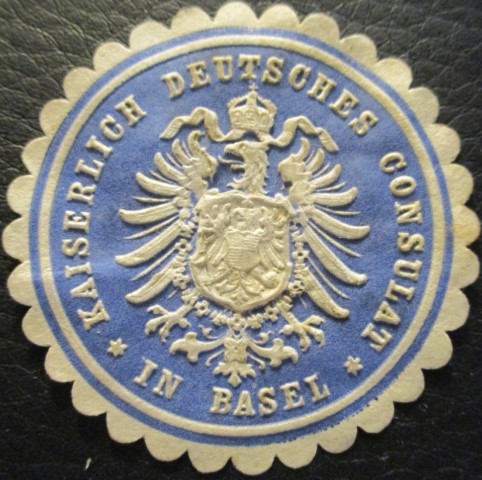 KAISERLICH DEUTSCHES CONSULAT
* IN BASEL *